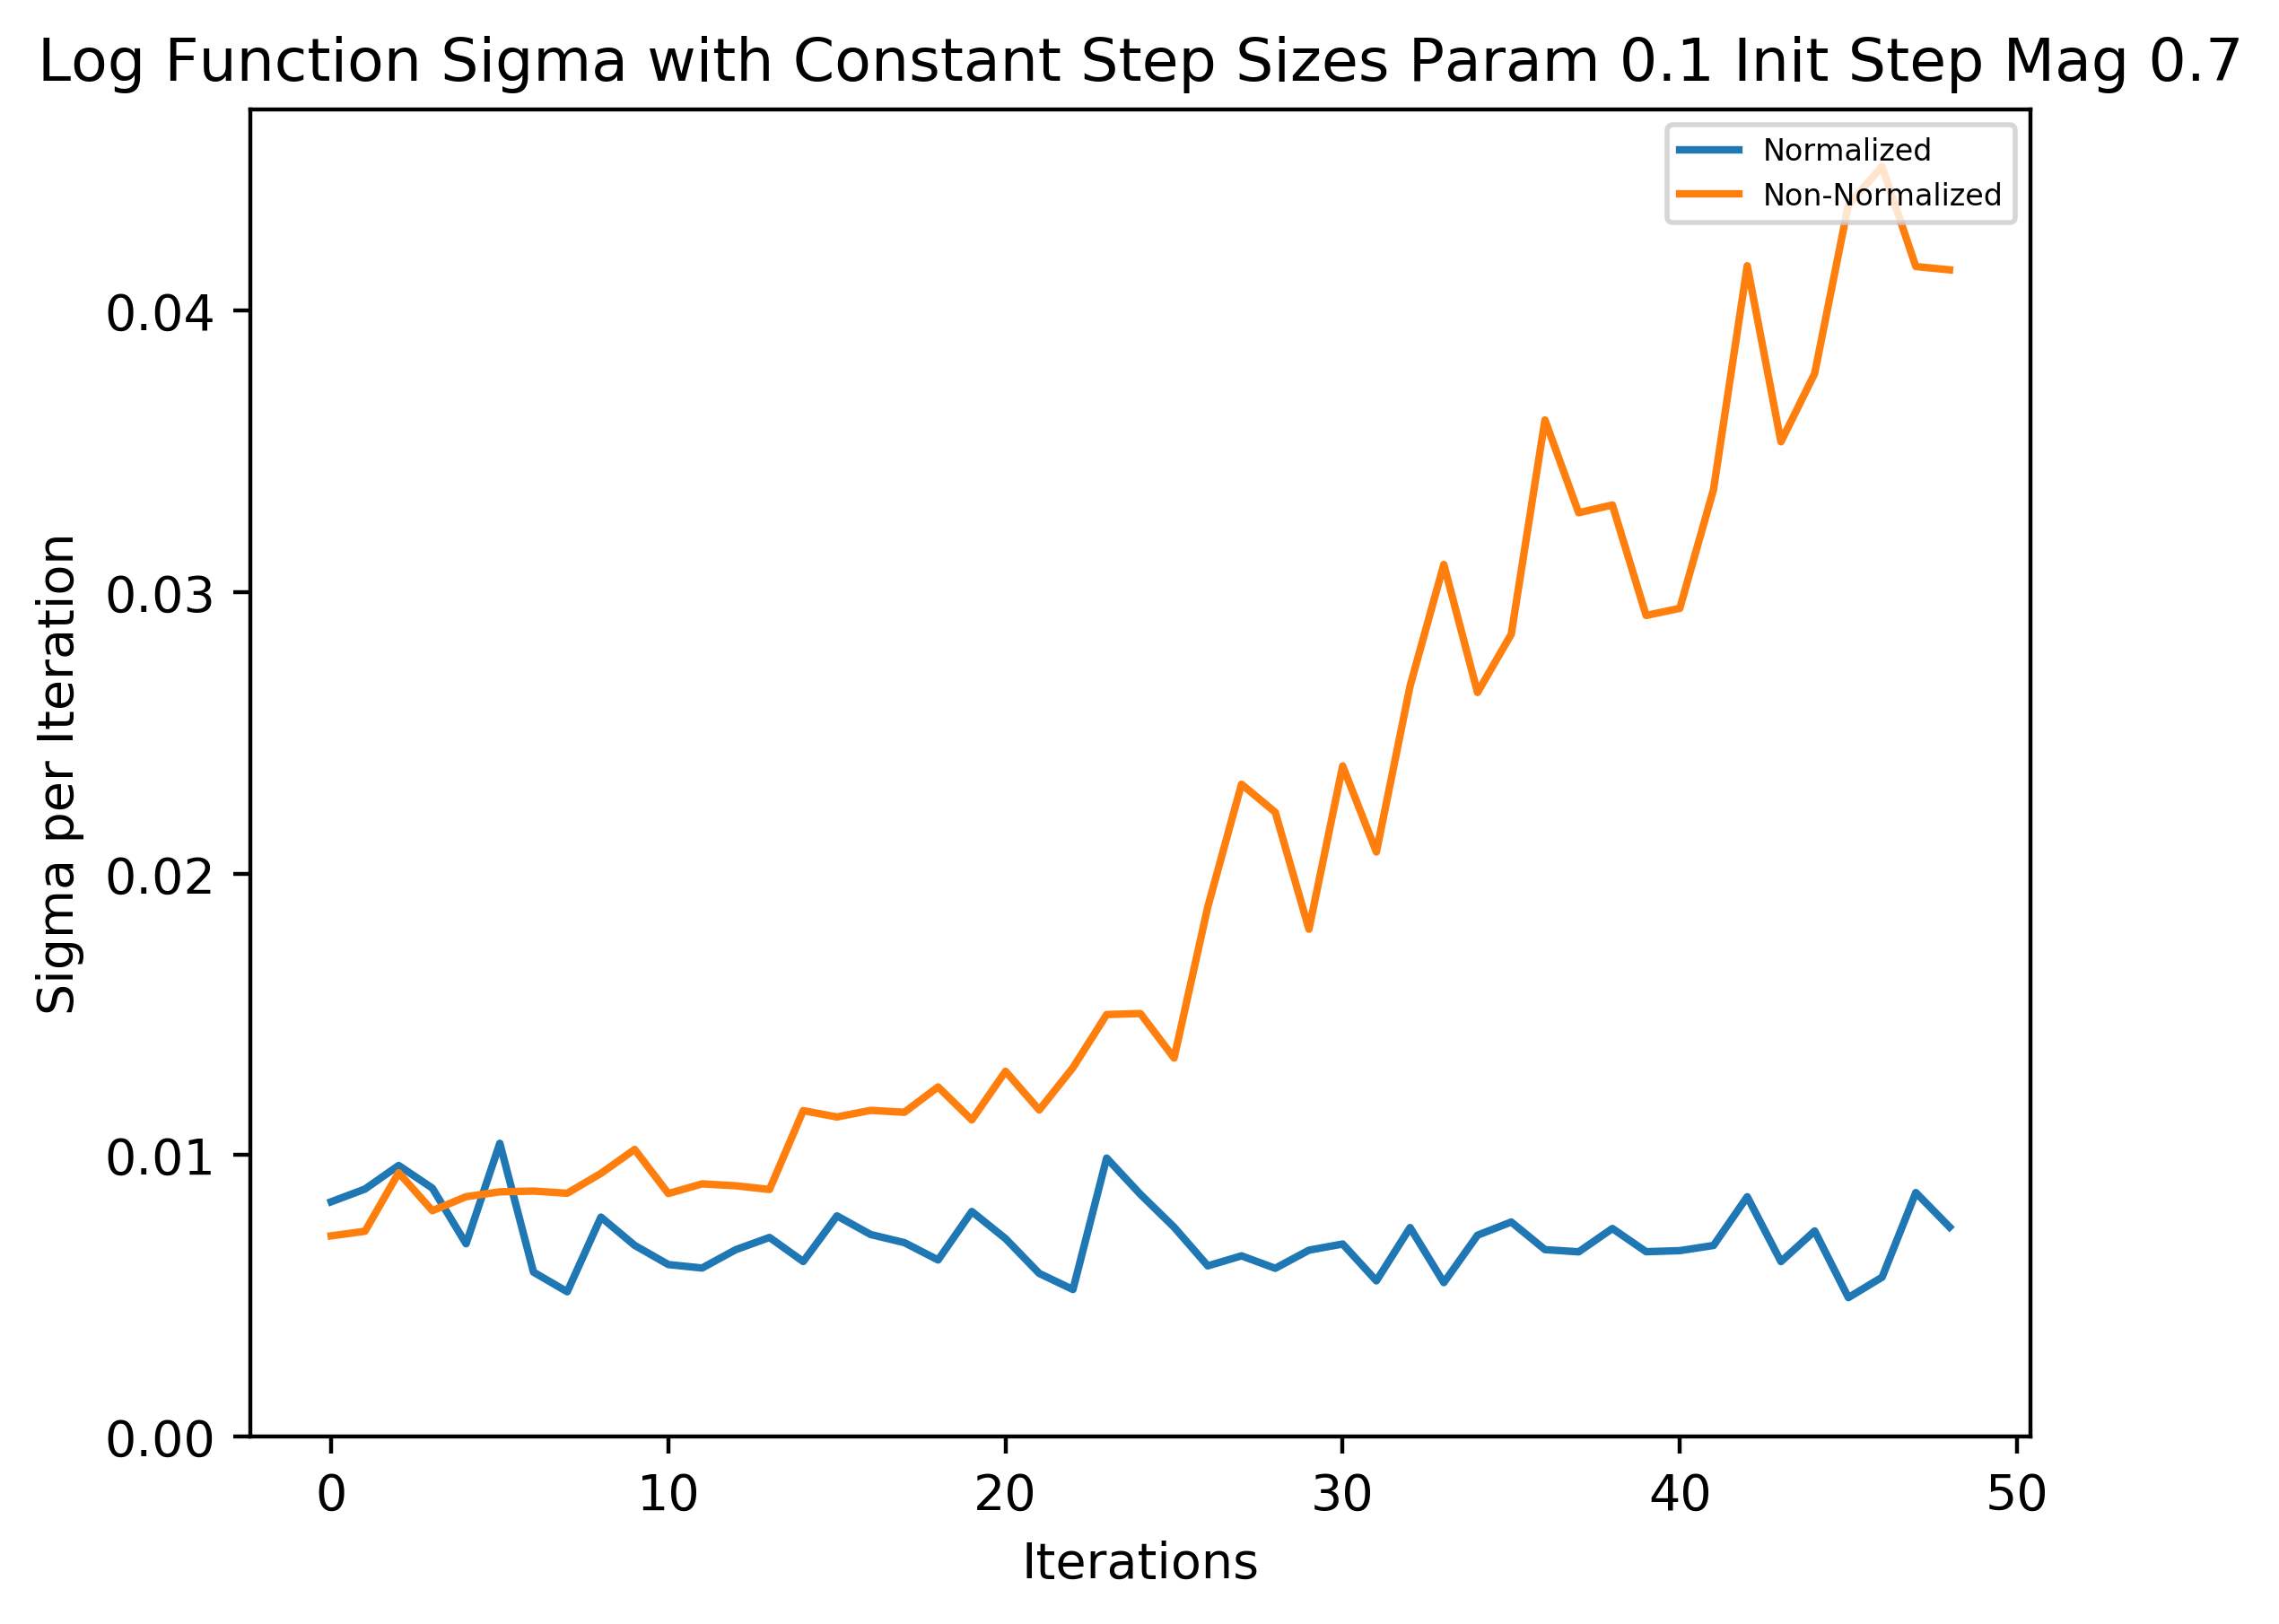 Log Function Sigma with Constant Step Sizes Param 0.1 Init Step Mag 0.7
Normalized
Non-Normalized
Sigma per Iteration
0.04
0.03
0.02
0.01
0.00
0 10 20 30 40 50
Iterations